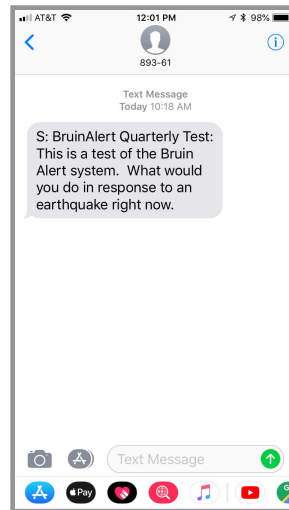 AT&T 12:01 PM 98%
893-61
Text Message
Today 10:18 AM
S: BruinAlert Quarterly Test:
This is a test of the Bruin
Alert system.  What would
you do in response to an
earthquake right now.
Text Message
Pay
G